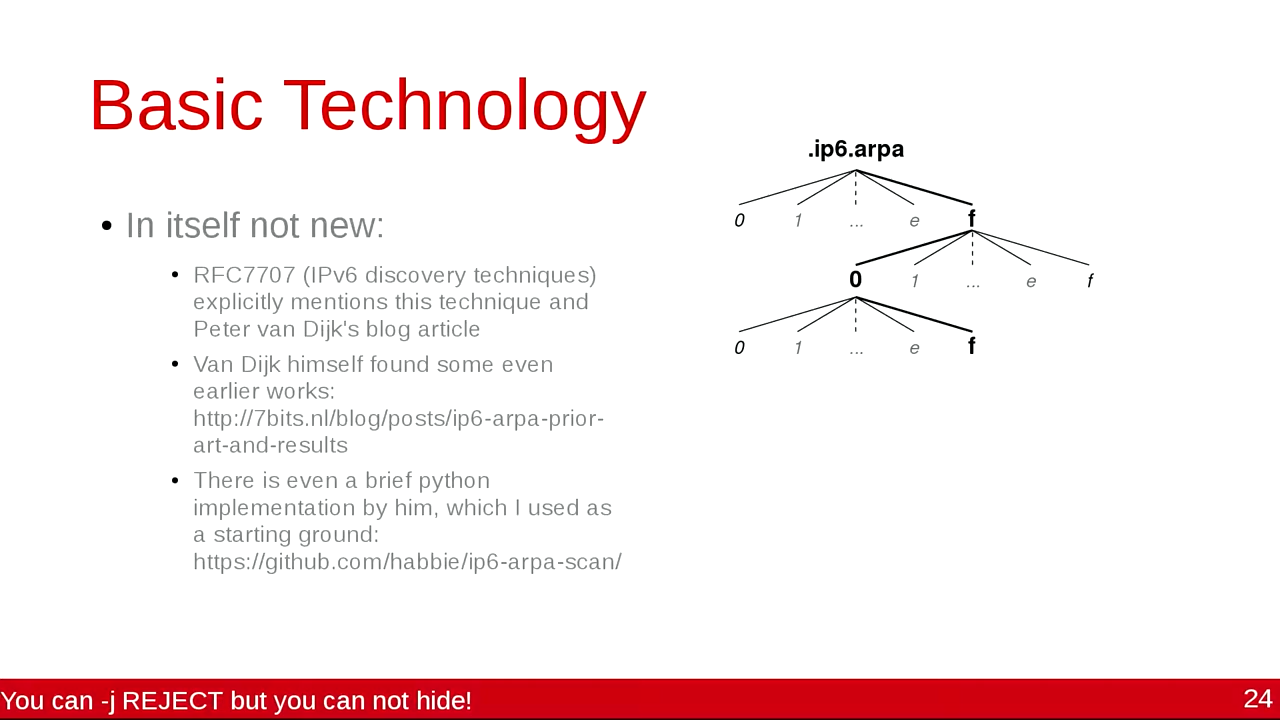 Basic Technology
• In itself not new:
• RFC7707 (IPv6 discovery techniques)
explicitly mentions this technique and
Peter van Dijk's blog article
• Van Dijk himself found some even
earlier works:
http://7bits.nl/blog/posts/ip6-arpa-prior-
art-and-results
• There is even a brief python
implementation by him, which I used as
a starting ground:
https://github.com/habbie/ip6-arpa-scan/
.ip6.arpa
0 1 ... e f
0 1 ... e f
0 1 ... e f
You can -j REJECT but you can not hide!
24